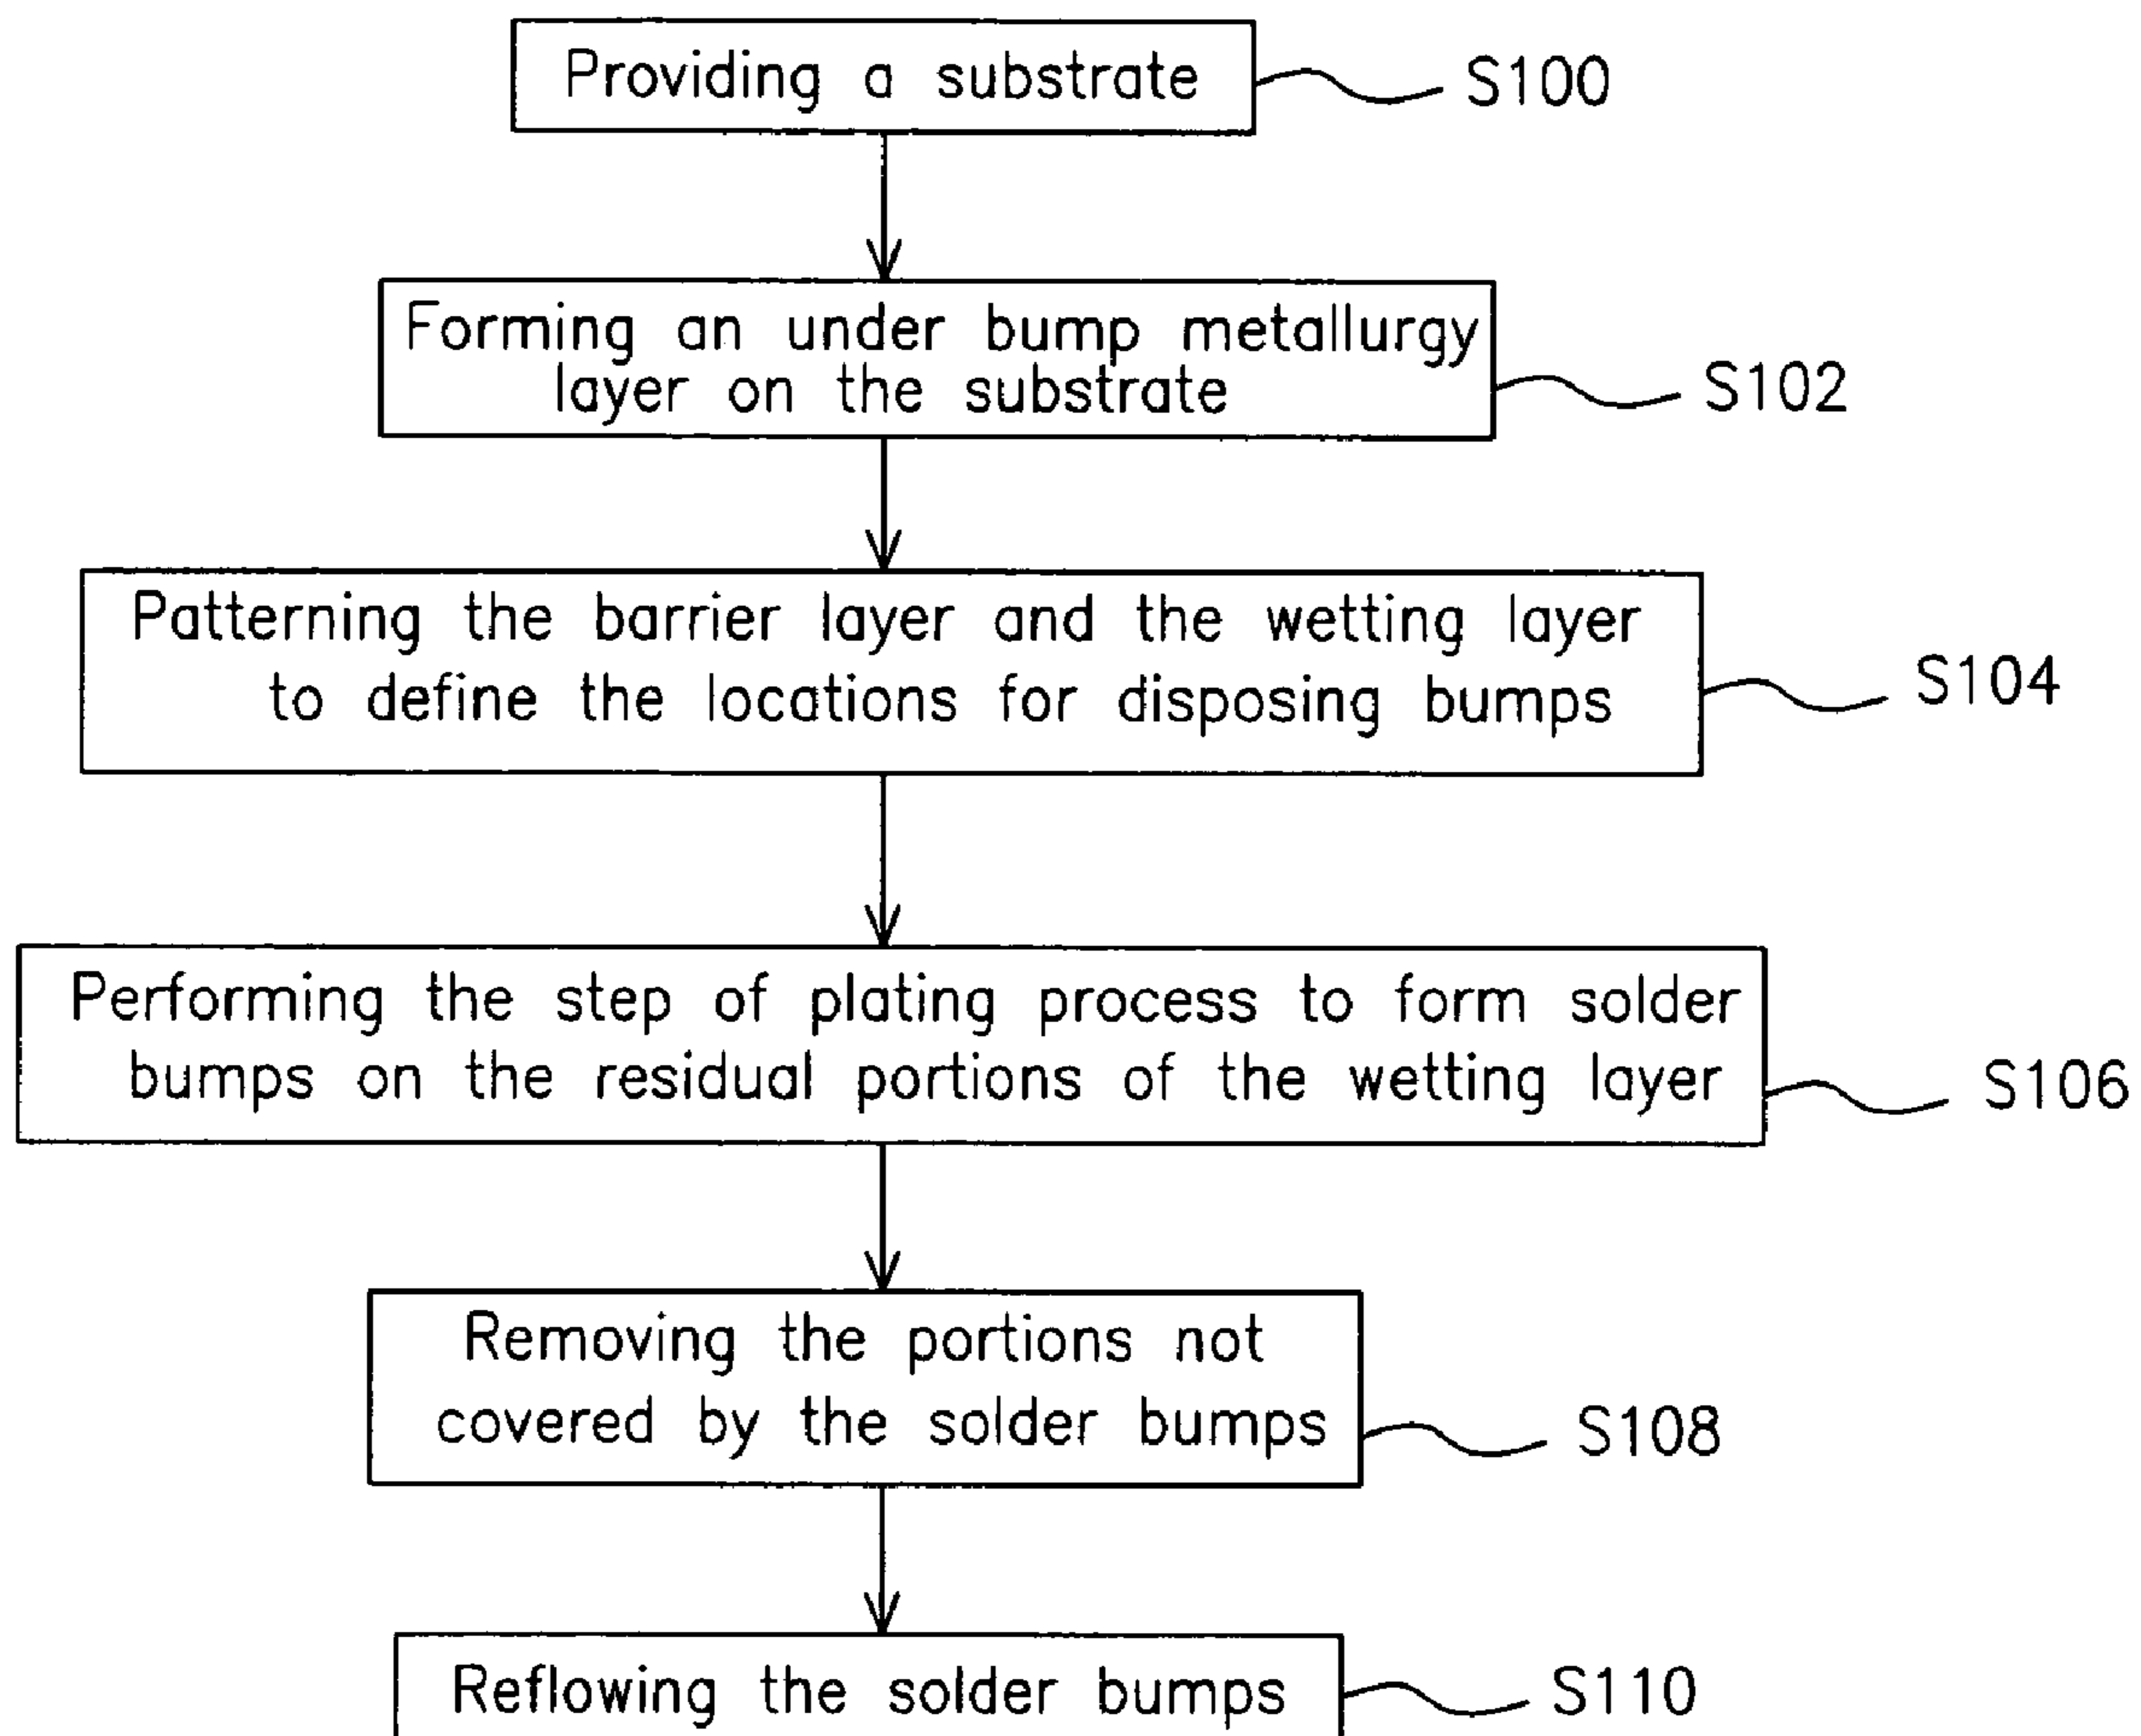 Providing a substrate
S100
Forming an under bump metallurgy
layer on the substrate
S102
Patterning the barrier layer and the wetting layer
to define the locations for disposing bumps
S104
Performing the step of plating process to form solder
bumps on the residual portions of the wetting layer
S106
Removing the portions not
covered by the solder bumps
S108
Reflowing the solder bumps
S110